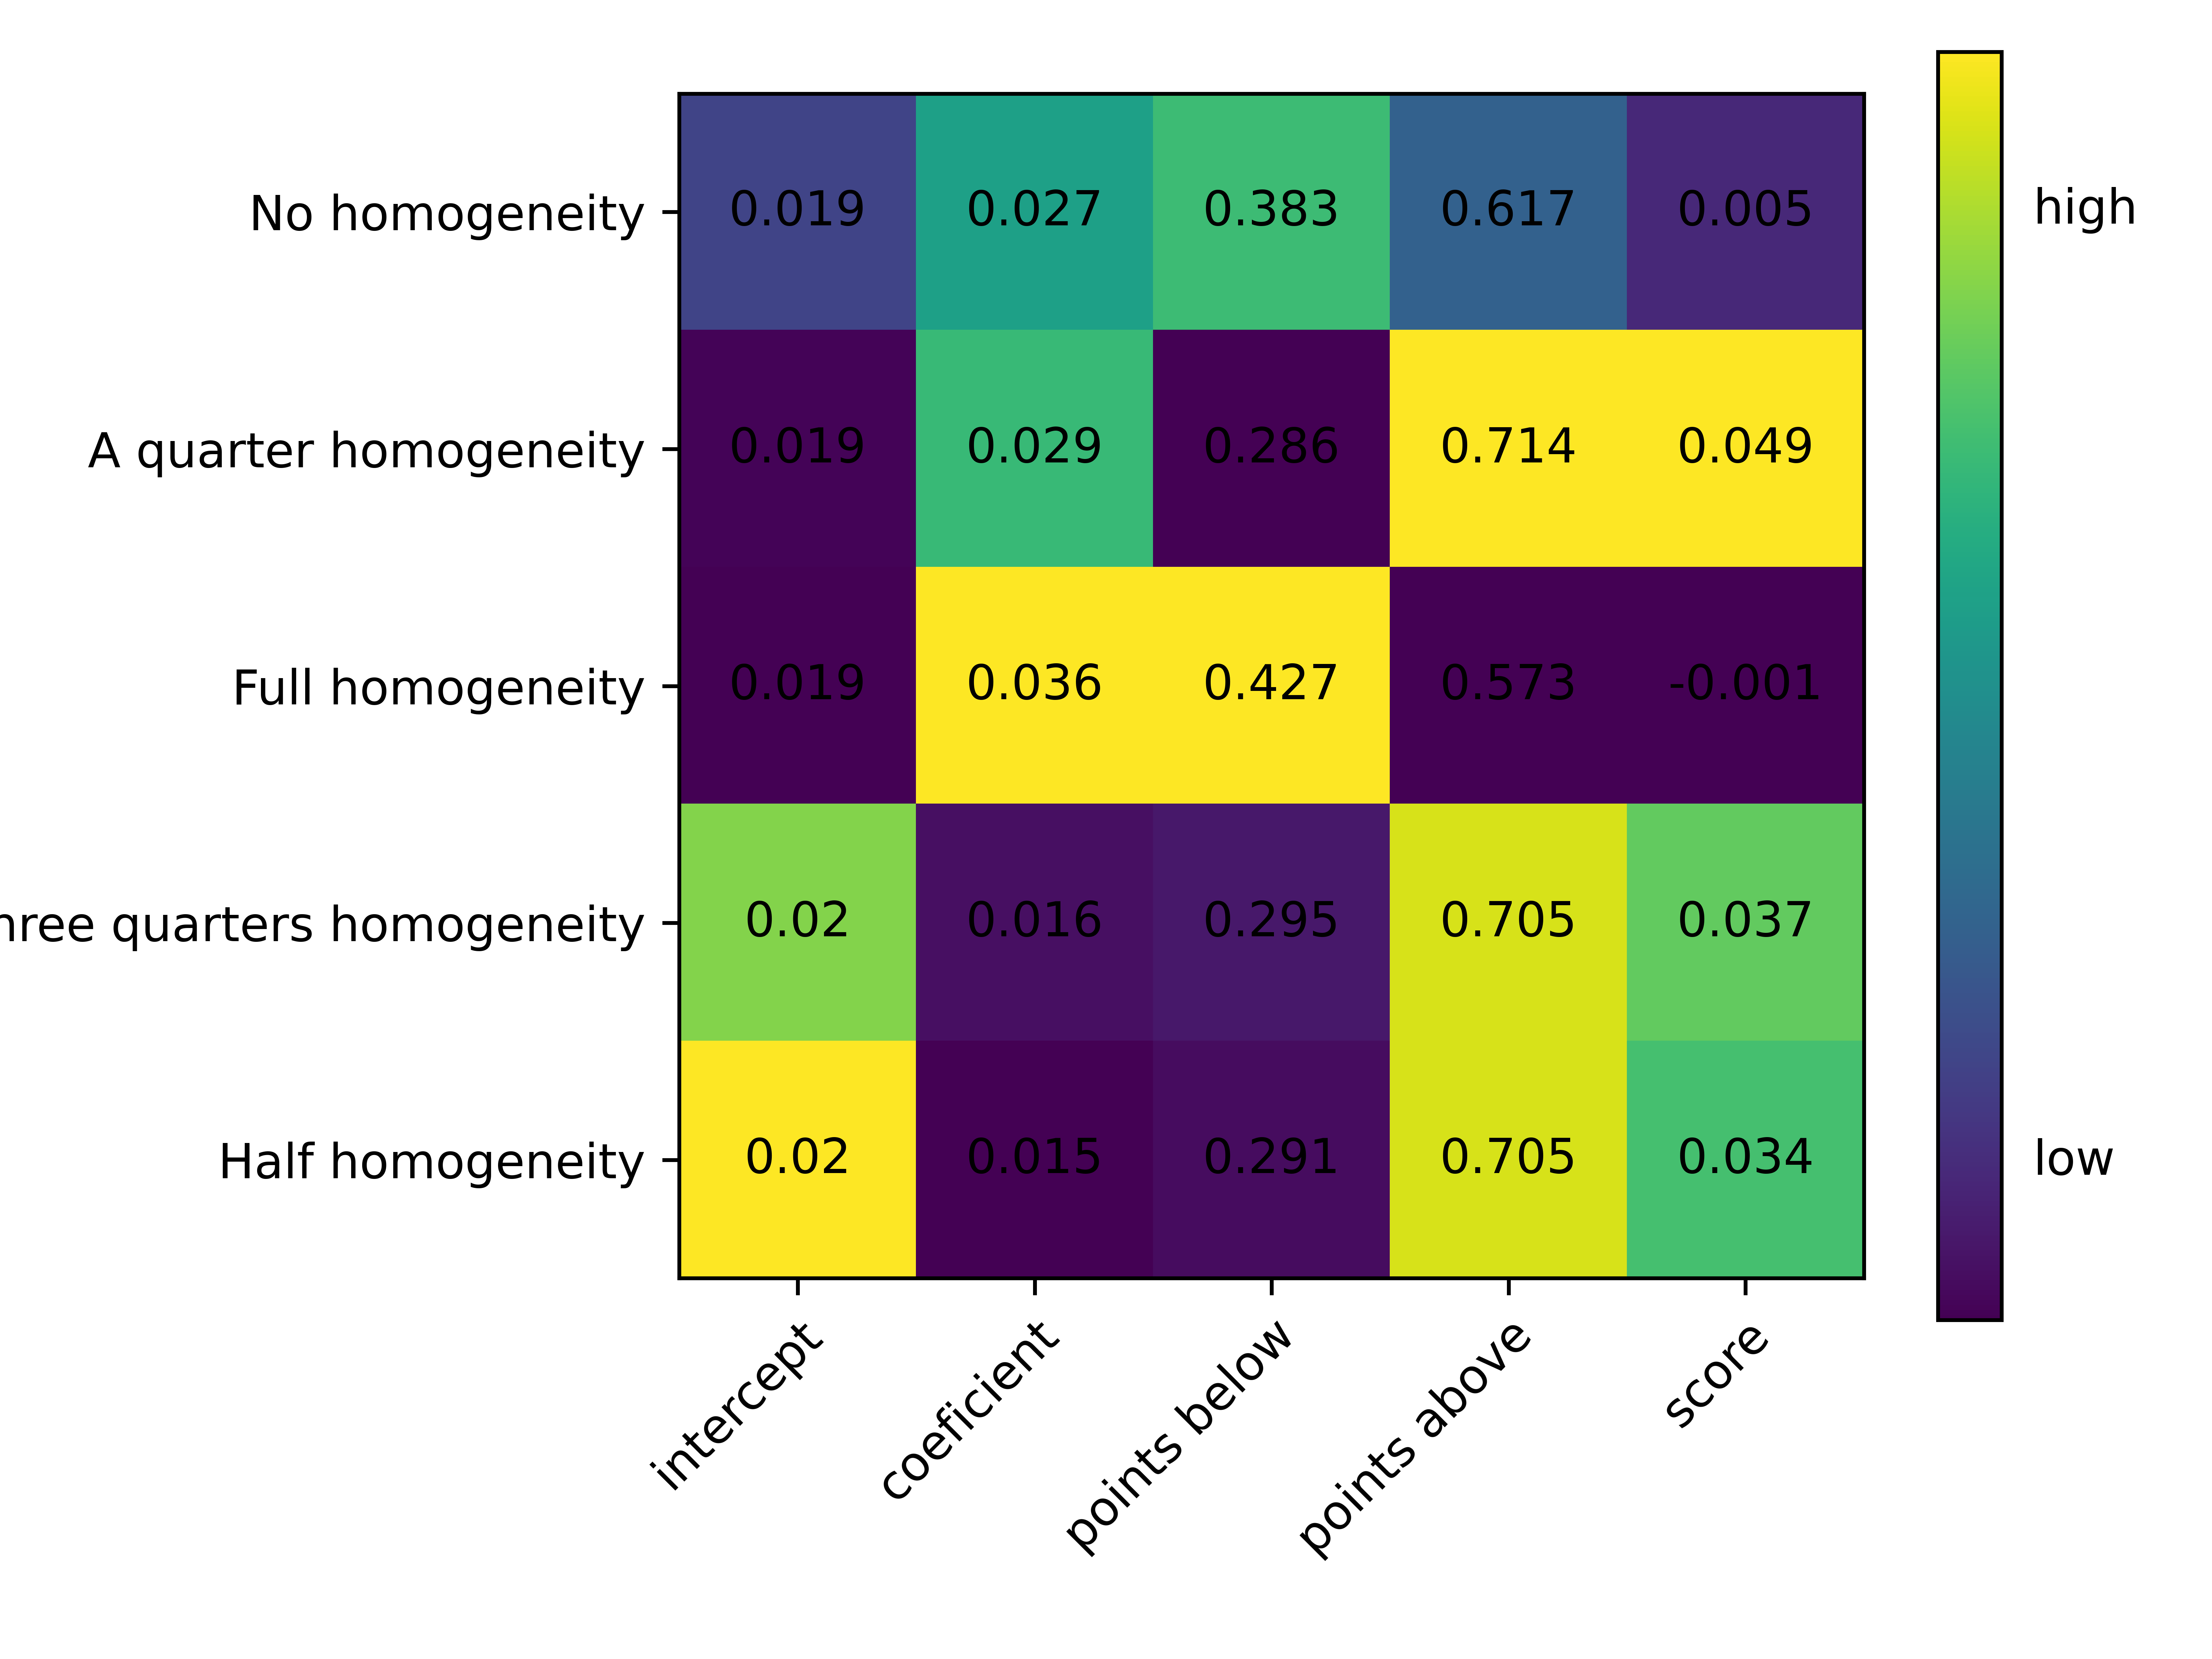 No homogeneity 0.019 0.027 0.383 0.617 0.005 high
A quarter homogeneity 0.019 0.029 0.286 0.714 0.049
Full homogeneity 0.019 0.036 0.427 0.573 -0.001
hree quarters homogeneity 0.02 0.016 0.295 0.705 0.037
Half homogeneity 0.02 0.015 0.291 0.705 0.034 low
intercept coeficient points below points above score